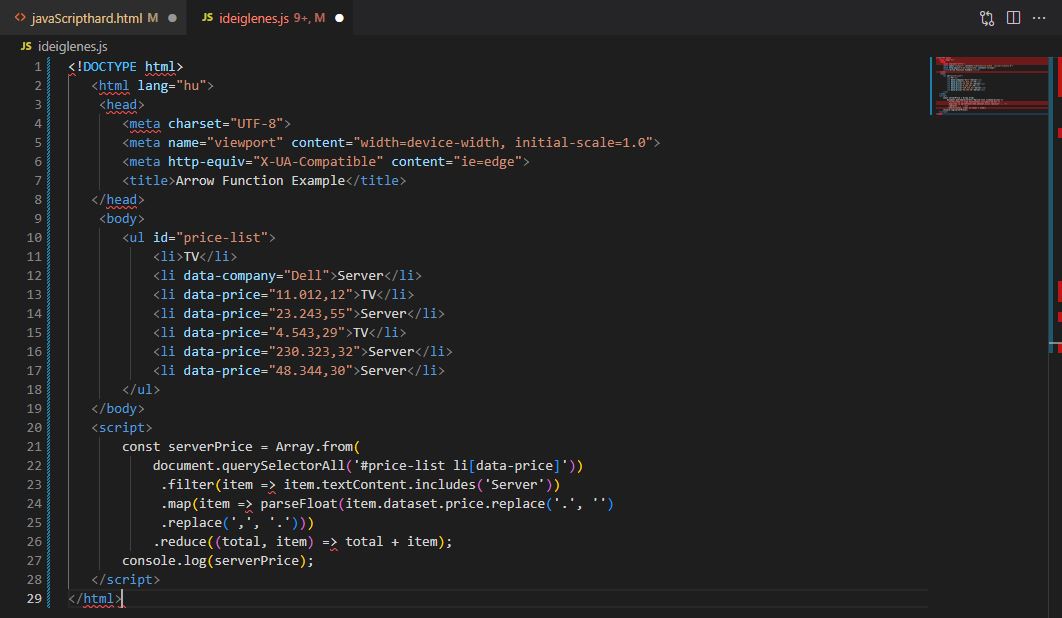 <> javaScripthard.html M ●
JS ideiglenes.js 9+, M ●
JS ideiglenes.js
1 <!DOCTYPE html>
2 <html lang="hu">
3 <head>
4 <meta charset="UTF-8">
5 <meta name="viewport" content="width=device-width, initial-scale=1.0">
6 <meta http-equiv="X-UA-Compatible" content="ie=edge">
7 <title>Arrow Function Example</title>
8 </head>
9 <body>
10 <ul id="price-list">
11 <li>TV</li>
12 <li data-company="Dell">Server</li>
13 <li data-price="11.012,12">TV</li>
14 <li data-price="23.243,55">Server</li>
15 <li data-price="4.543,29">TV</li>
16 <li data-price="230.323,32">Server</li>
17 <li data-price="48.344,30">Server</li>
18 </ul>
19 </body>
20 <script>
21 const serverPrice = Array.from(
22 document.querySelectorAll('#price-list li[data-price]'))
23 .filter(item => item.textContent.includes('Server'))
24 .map(item => parseFloat(item.dataset.price.replace('.', '')
25 .replace(',', '.')))
26 .reduce((total, item) => total + item);
27 console.log(serverPrice);
28 </script>
29 </html>